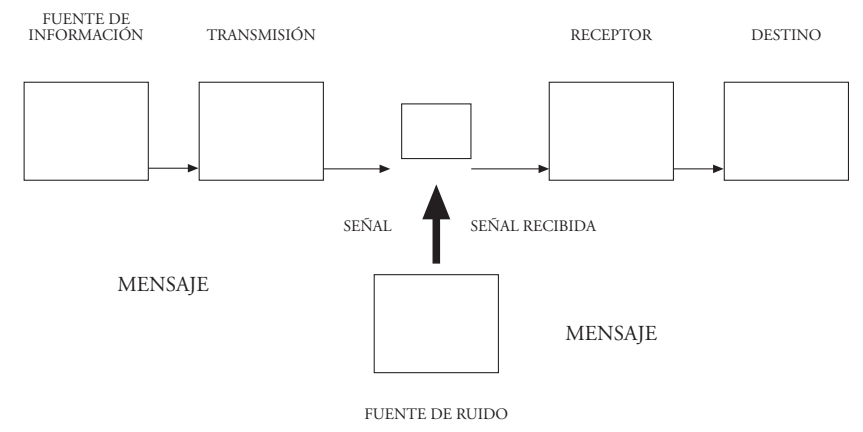 FUENTE DE
INFORMACIÓN
TRANSMISIÓN
RECEPTOR
DESTINO
SEÑAL
SEÑAL RECIBIDA
MENSAJE
MENSAJE
FUENTE DE RUIDO